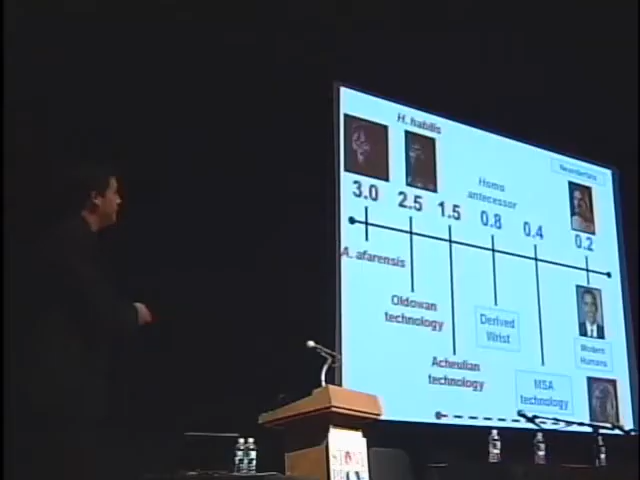 H. habilis
Neandertals
Homo
antecessor
3.0
2.5
1.5
0.8
0.4
0.2
A. afarensis
Oldowan
technology
Derived
Wrist
Modern
Humans
Acheulian
technology
MSA
technology
STONY